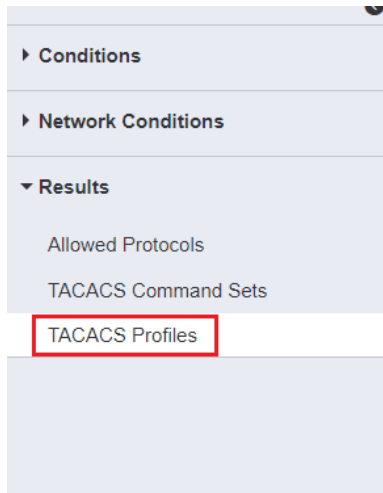 Conditions
Network Conditions
Results
Allowed Protocols
TACACS Command Sets
TACACS Profiles